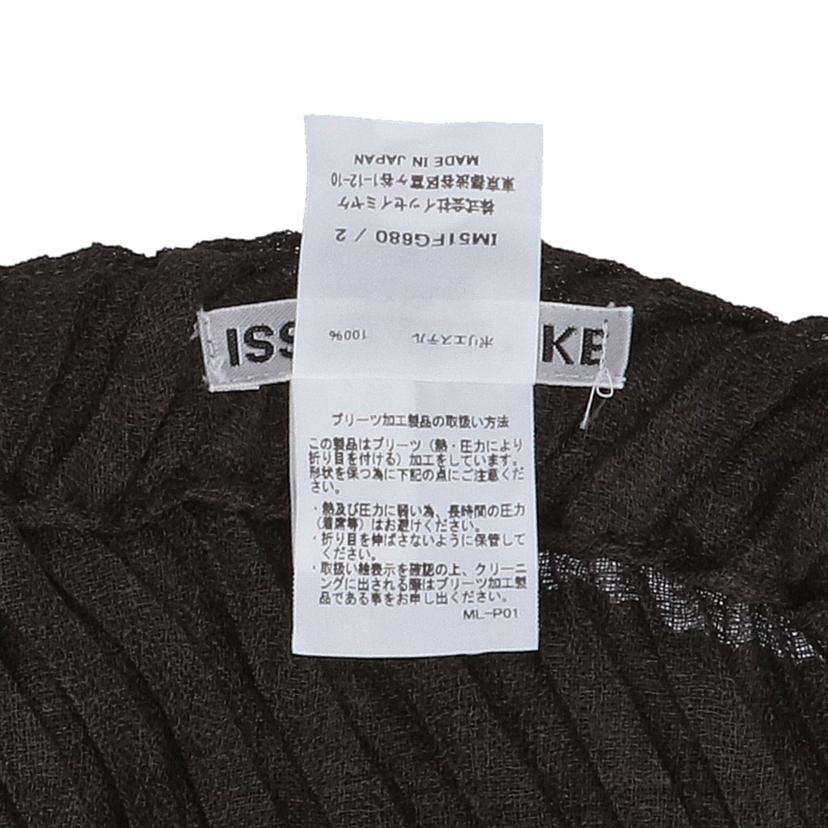 MADE IN JAPAN
東京都渋谷区富ヶ谷1-12-10
株式会社イッセイミヤケ
IM51FG680 / 2
ISS KE
ポリエステル 100%
プリーツ加工製品の取扱い方法
この製品はプリーツ（熱・圧力により
折り目を付ける）加工をしています。
形状を保つ為に下記の点にご注意くだ
さい。
・熱及び圧力に弱い為、長時間の圧力
（着席等）はお避けください。
・折り目を伸ばさないように保管して
ください。
・取扱い絵表示を確認の上、クリーニ
ングに出される際はプリーツ加工製
品である事をお申し出ください。
ML-P01